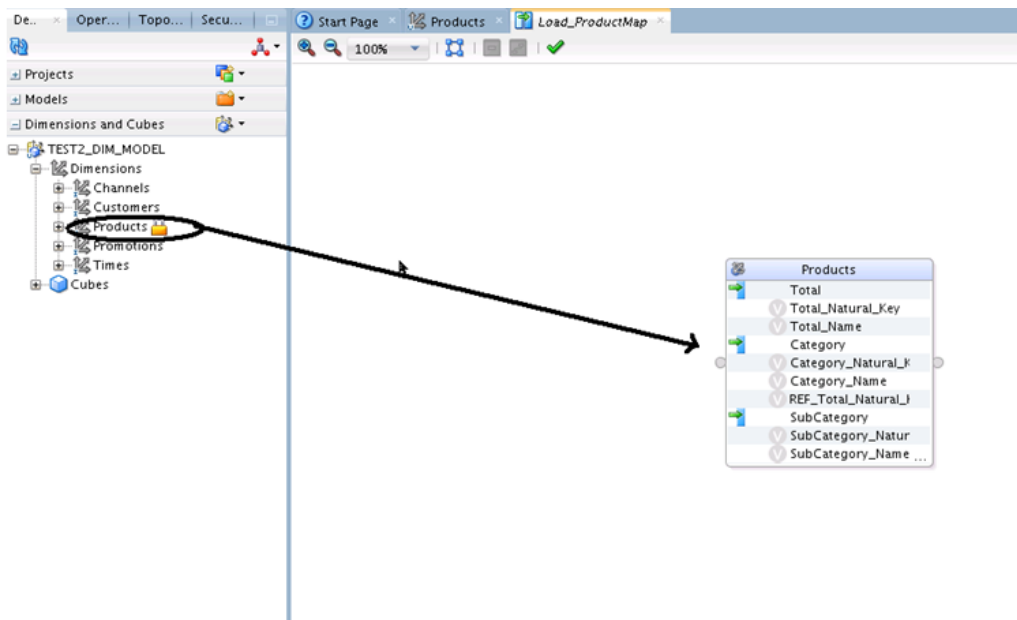 De...
Oper...
Topo...
Secu...
Start Page
Products
Load_ProductMap
100%
Projects
Models
Dimensions and Cubes
TEST2_DIM_MODEL
Dimensions
Channels
Customers
Products
Promotions
Times
Cubes
Products
Total
Total_Natural_Key
Total_Name
Category
Category_Natural_K
Category_Name
REF_Total_Natural_K
SubCategory
SubCategory_Natur
SubCategory_Name ...